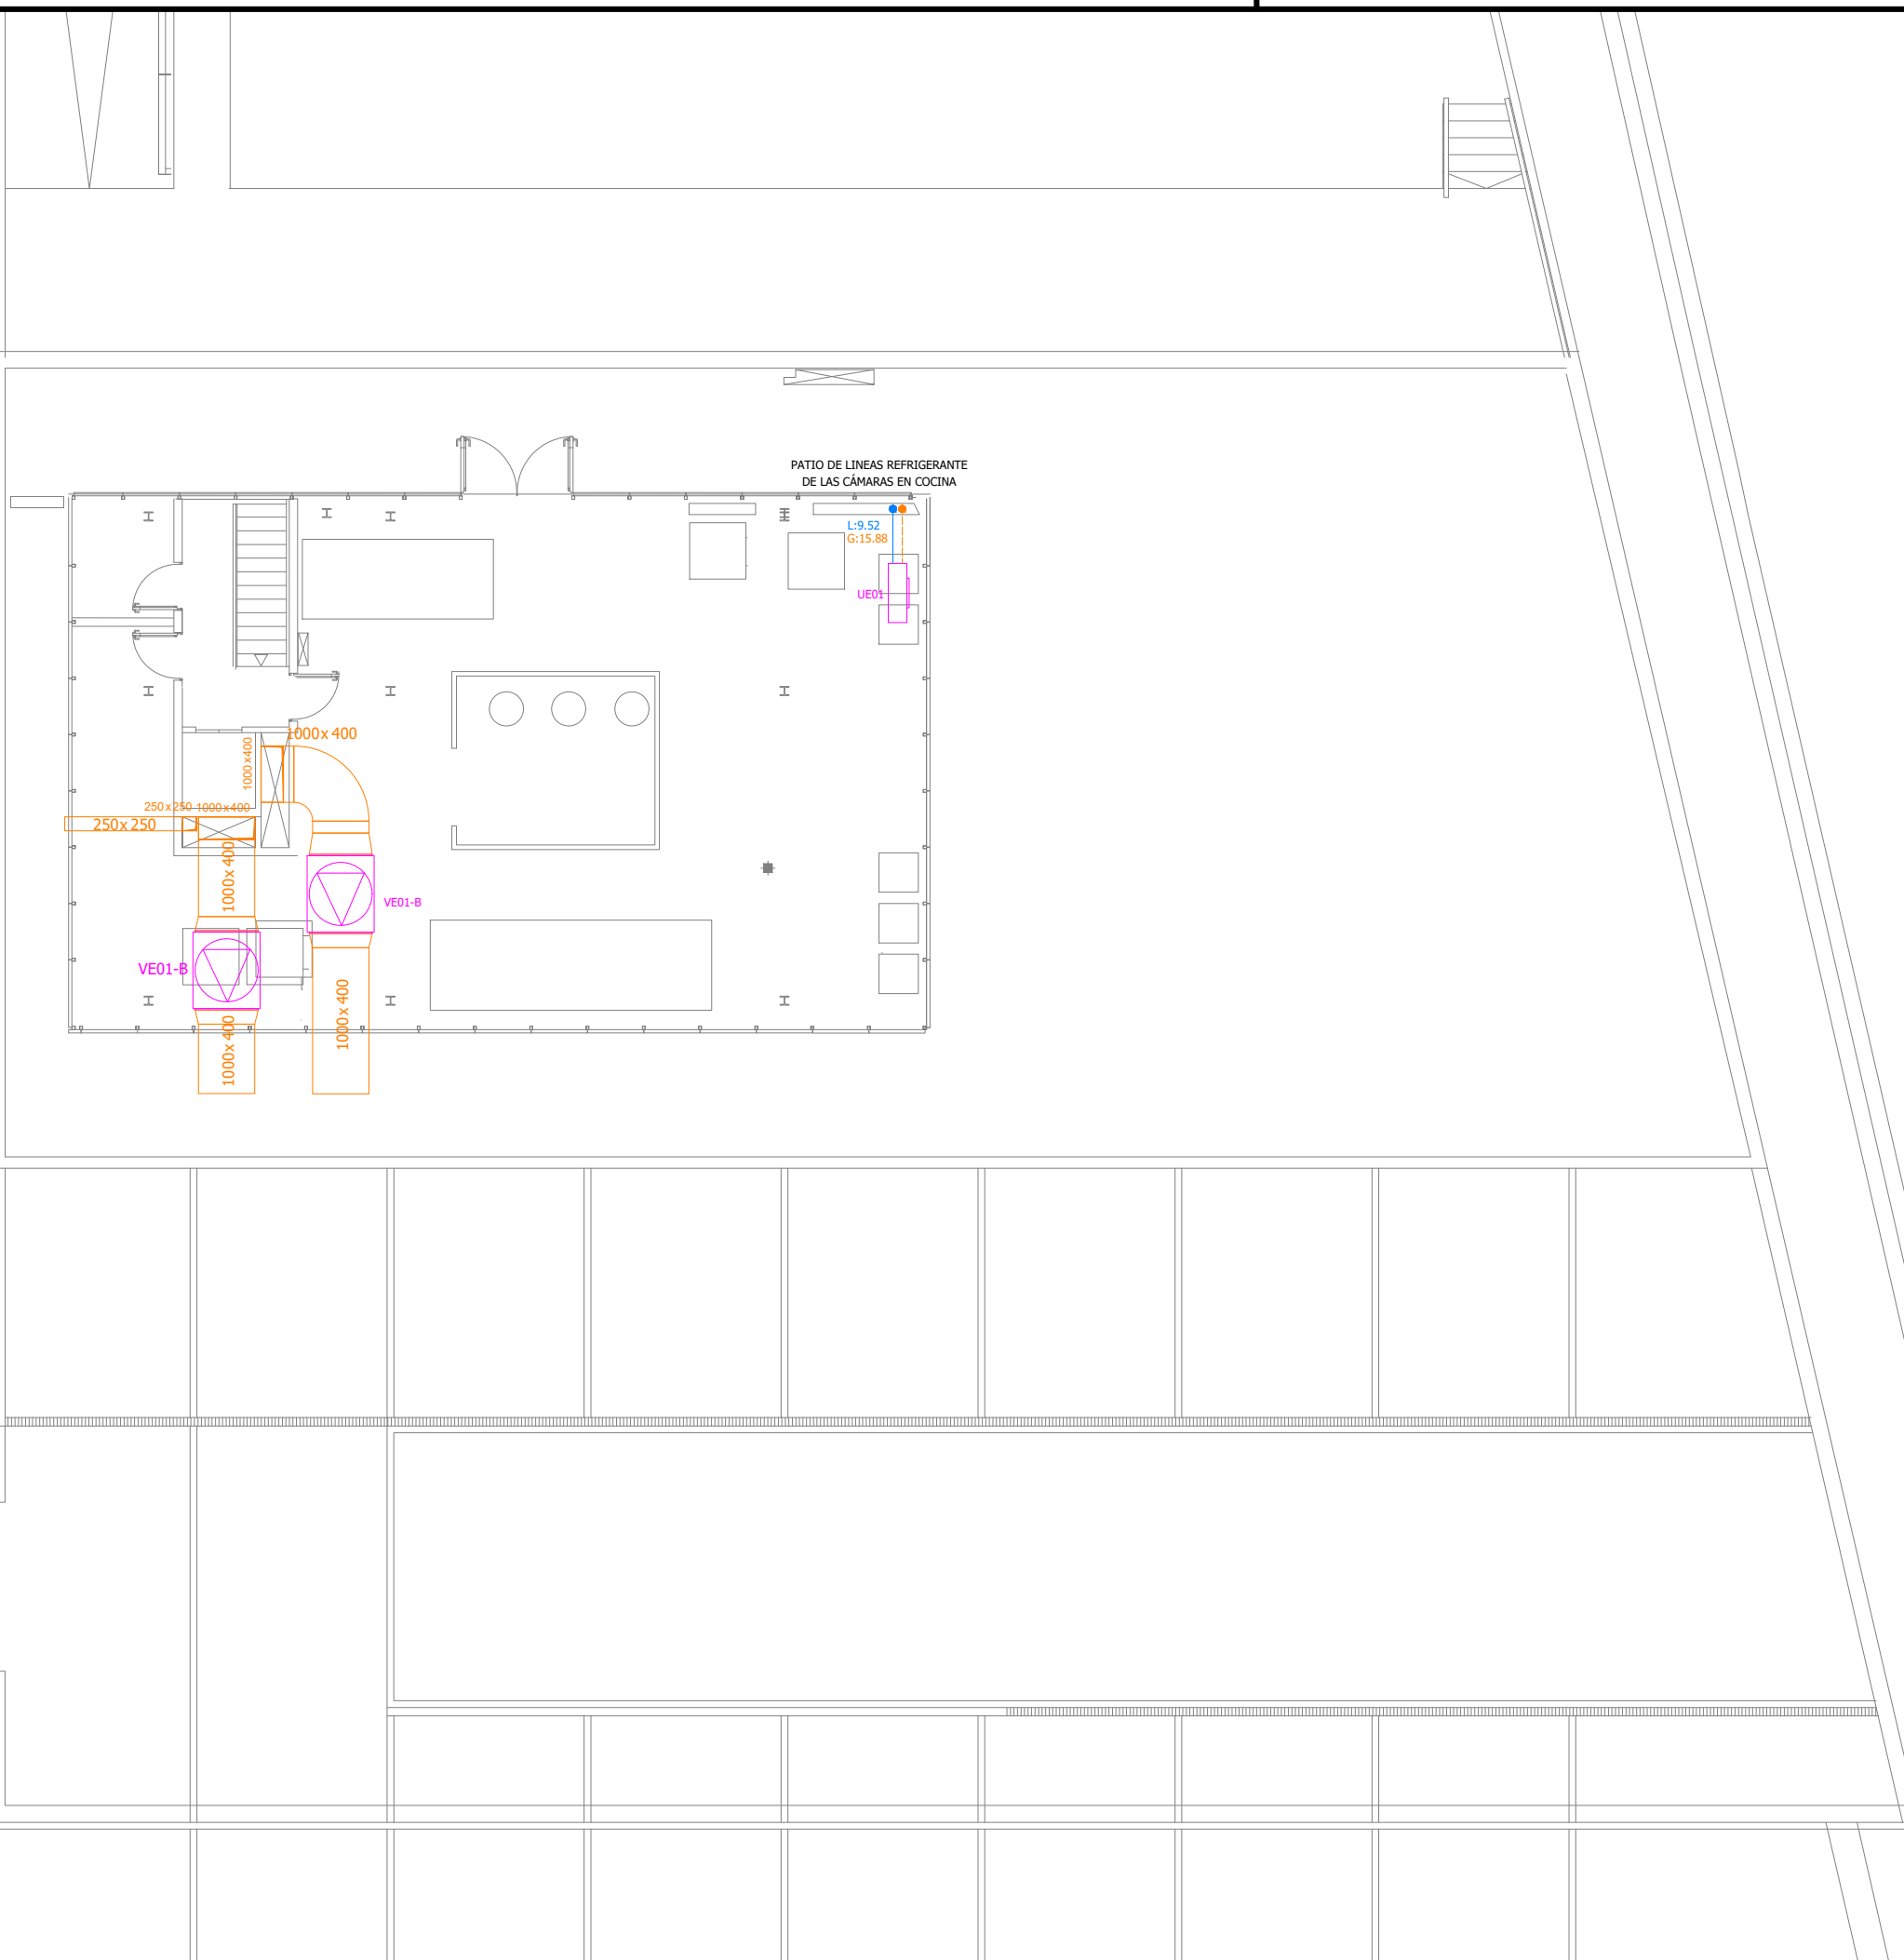 PATIO DE LINEAS REFRIGERANTE
DE LAS CÁMARAS EN COCINA
L:9.52
G:15.88
UE01
1000x 400
1000x400
250x250 1000x400
250x 250
1000x 400
VE01-B
VE01-B
1000x 400
1000x 400